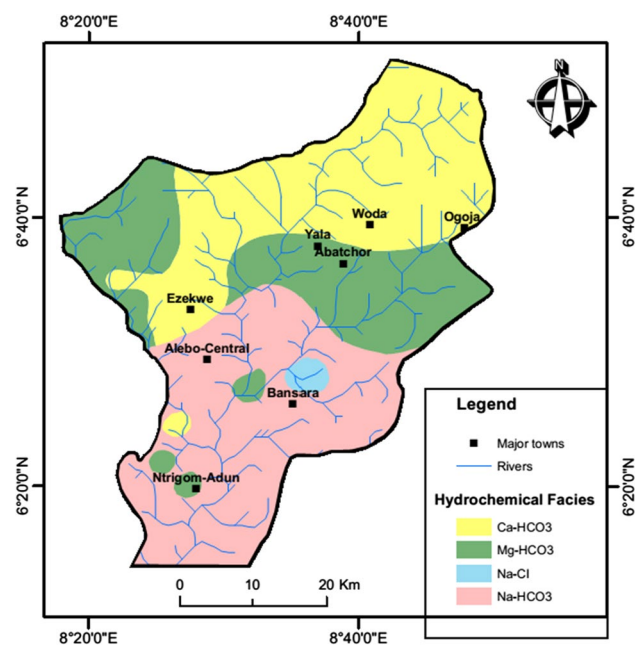 8°20'0"E 8°40'0"E
N
6°40'0"N 6°40'0"N
Woda
Ogoja
Yala
Abatchor
Ezekwe
Alebo-Central
Bansara
Ntrigom-Adun
6°20'0"N 6°20'0"N
Legend
Major towns
Rivers
Hydrochemical Facies
Ca-HCO3
Mg-HCO3
Na-Cl
Na-HCO3
0 10 20 Km
8°20'0"E 8°40'0"E